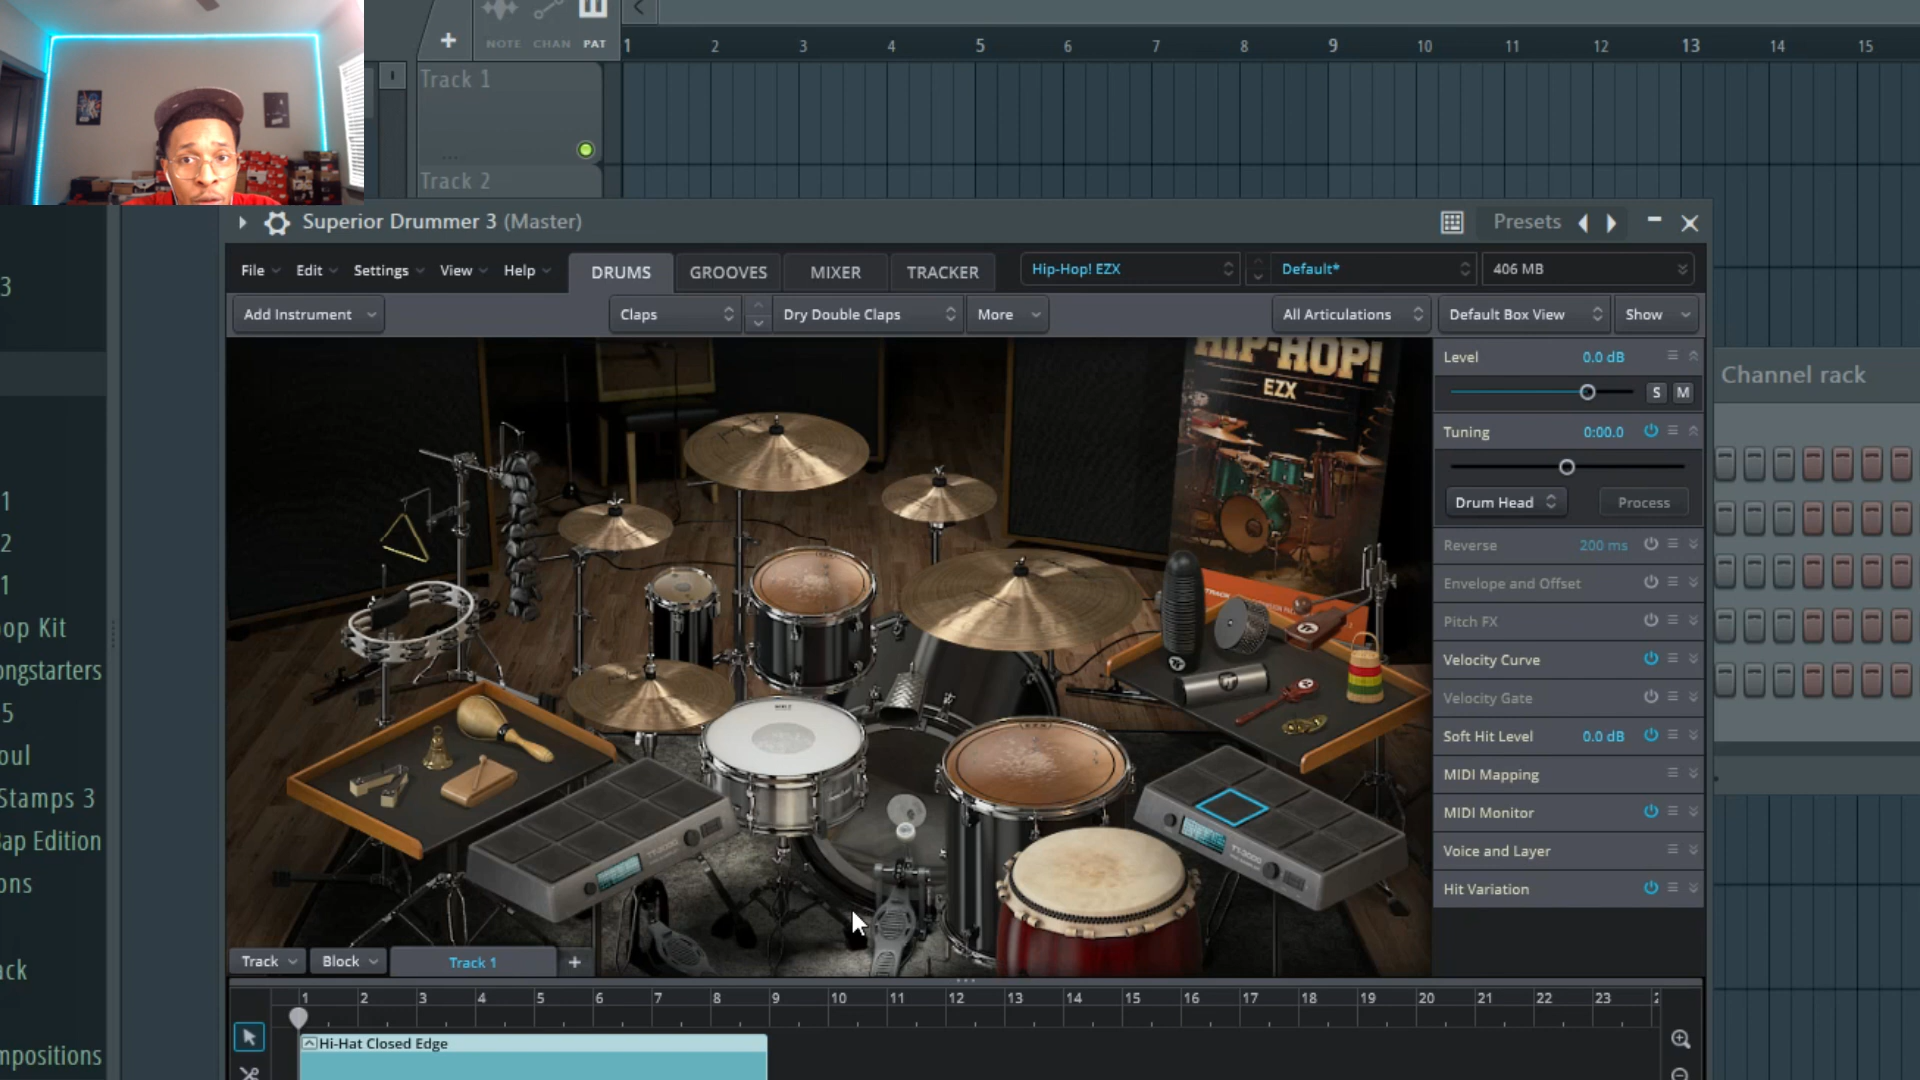 NOTE CHAN PAT
1 2 3 4 5 6 7 8 9 10 11 12 13 14 15
Track 1
Track 2
Superior Drummer 3 (Master)
Presets
File Edit Settings View Help
DRUMS GROOVES MIXER TRACKER
Hip-Hop! EZX
Default*
406 MB
Add Instrument
Claps
Dry Double Claps
More
All Articulations
Default Box View
Show
HIP-HOP!
EZX
Level 0.0 dB
S M
Tuning 0:00.0
Drum Head Process
Reverse 200 ms
Envelope and Offset
Pitch FX
Velocity Curve
Velocity Gate
Soft Hit Level 0.0 dB
MIDI Mapping
MIDI Monitor
Voice and Layer
Hit Variation
Channel rack
3
1
2
1
oop Kit
ongstarters
5
oul
Stamps 3
Bap Edition
ons
ack
mpositions
Track Block Track 1 +
1 2 3 4 5 6 7 8 9 10 11 12 13 14 15 16 17 18 19 20 21 22 23
Hi-Hat Closed Edge